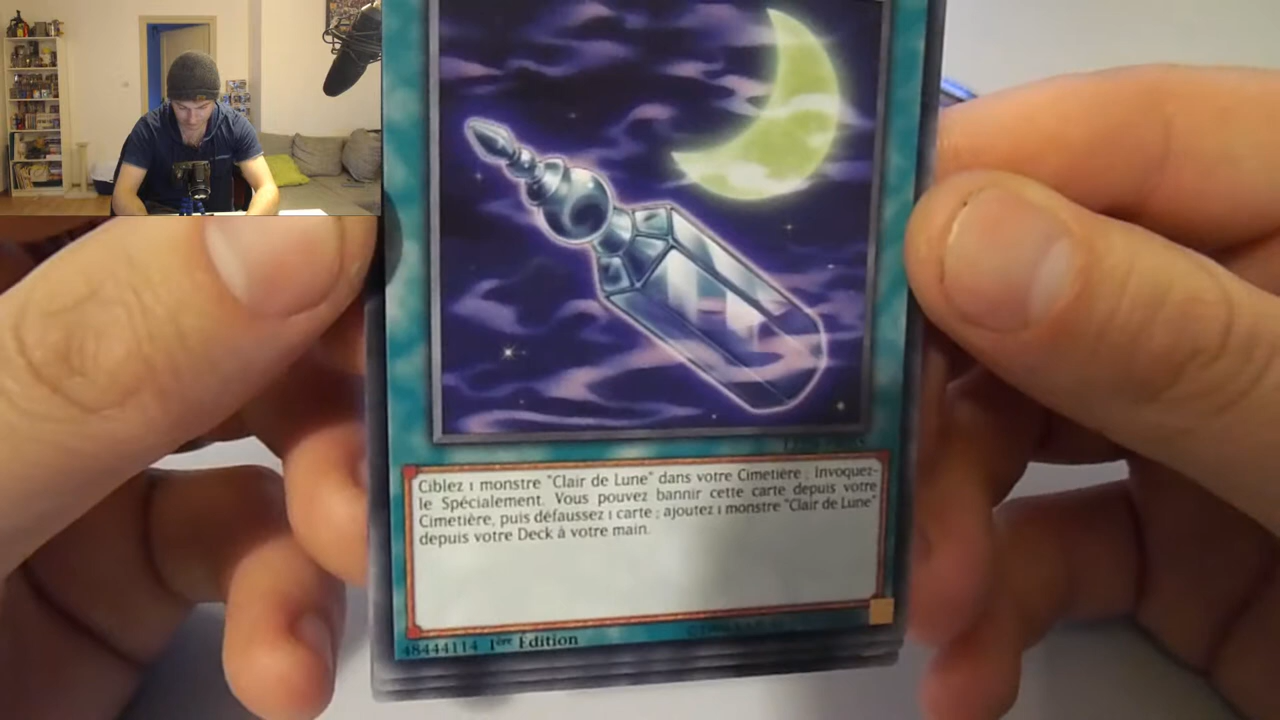 Ciblez 1 monstre "Clair de Lune" dans votre Cimetière ; Invoquez-
le Spécialement. Vous pouvez bannir cette carte depuis votre
Cimetière, puis défaussez 1 carte ; ajoutez 1 monstre "Clair de Lune"
depuis votre Deck à votre main.
48444114 1ère Édition